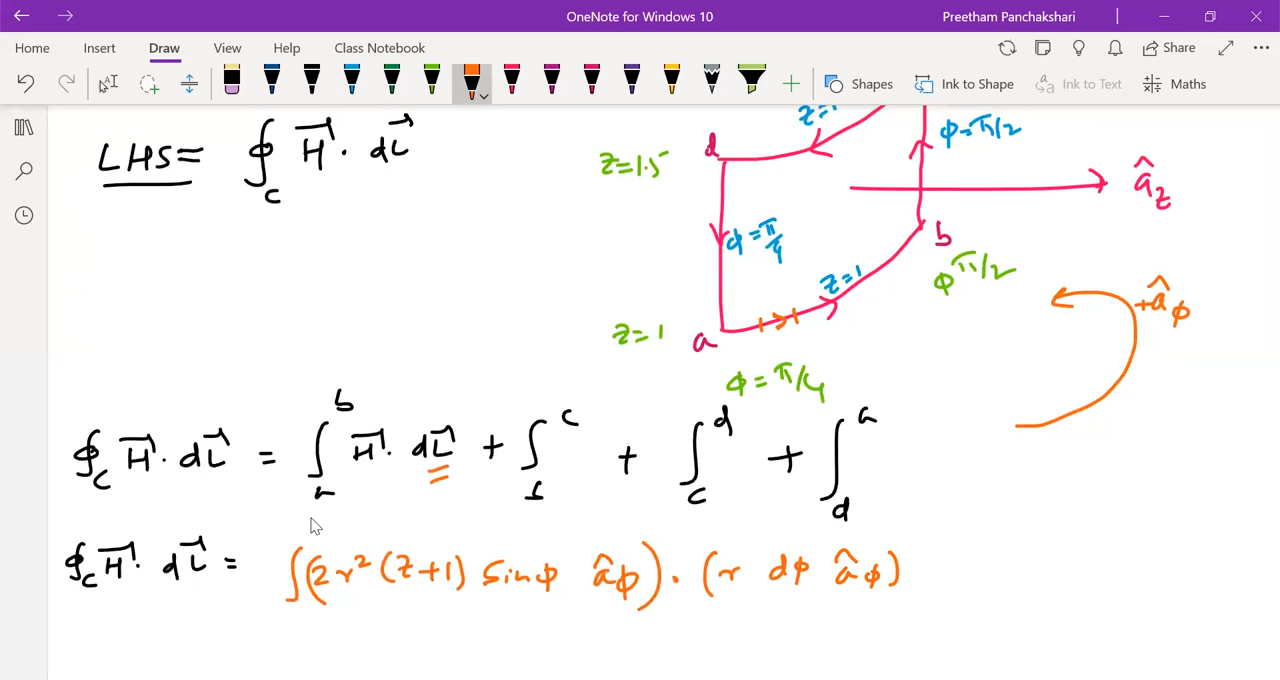 OneNote for Windows 10
Preetham Panchakshari
Home Insert Draw View Help Class Notebook Share
Shapes Ink to Shape Ink to Text Maths
LHS = ∮c H⃗ · dL⃗
z=1
ϕ=π/2
d
z=1.5
âz
ϕ=π/4
b
z=1
ϕ π/2
+âϕ
z=1
a
ϕ = π/4
∮c H⃗ · dL⃗ = ∫a^b H⃗ · dL⃗ + ∫b^c + ∫c^d + ∫d^a
∮c H⃗ · dL⃗ = ∫(2r²(z+1) sinϕ âϕ) · (r dϕ âϕ)